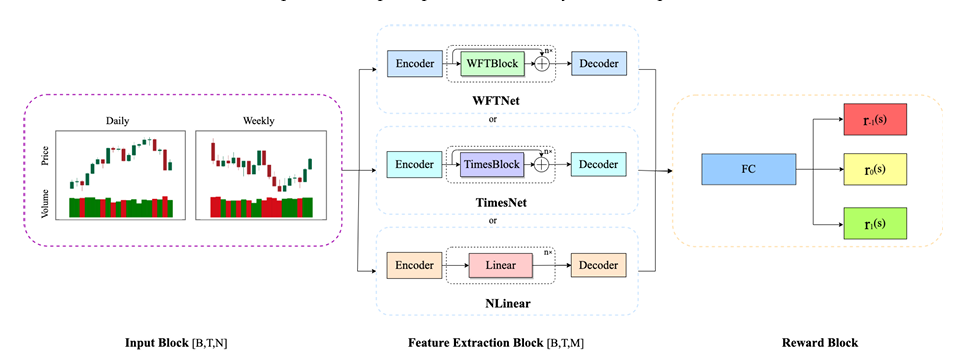 Daily
Weekly
Price
Volume
Input Block [B,T,N]
Encoder
WFTBlock
n×
Decoder
WFTNet
or
Encoder
TimesBlock
n×
Decoder
TimesNet
or
Encoder
Linear
n×
Decoder
NLinear
Feature Extraction Block [B,T,M]
FC
r-1(s)
r0(s)
r1(s)
Reward Block